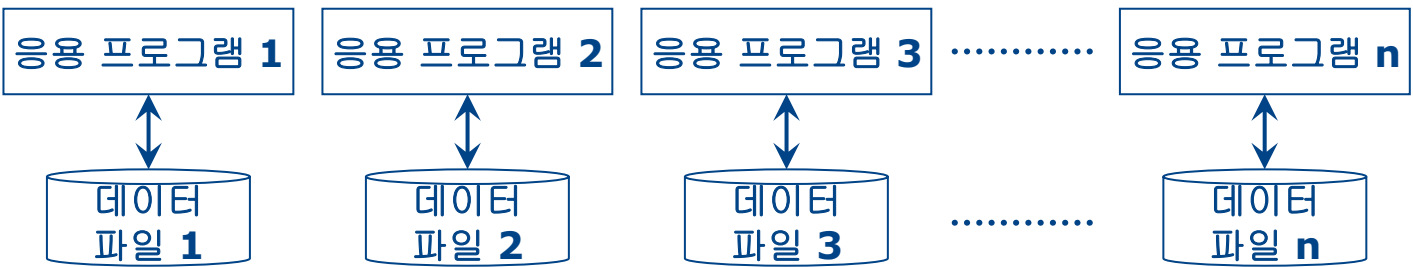 응용 프로그램 1
응용 프로그램 2
응용 프로그램 3
............
응용 프로그램 n
데이터
파일 1
데이터
파일 2
데이터
파일 3
............
데이터
파일 n